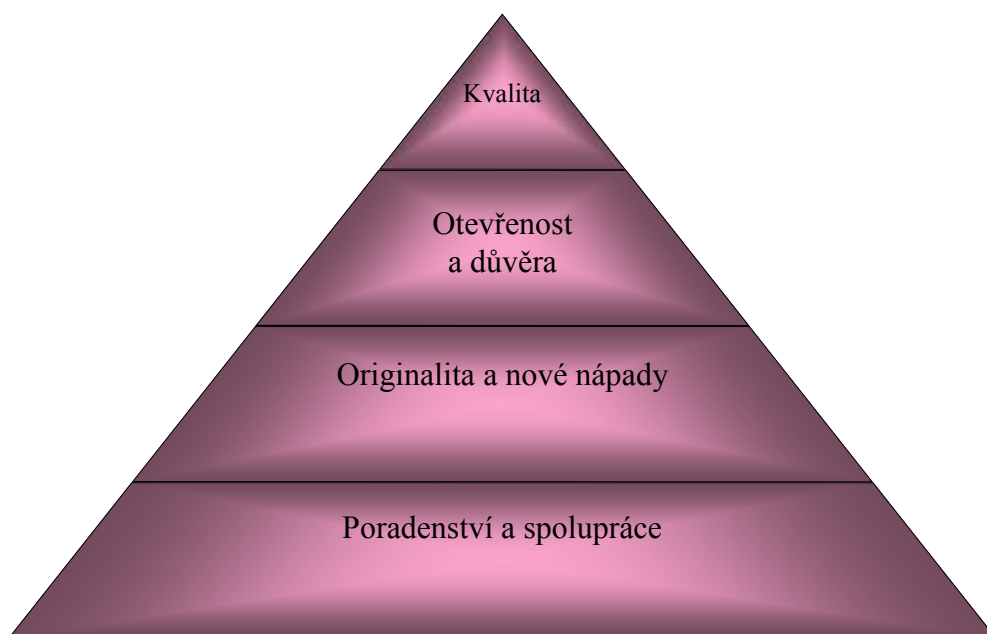 Kvalita
Otevřenost
a důvěra
Originalita a nové nápady
Poradenství a spolupráce